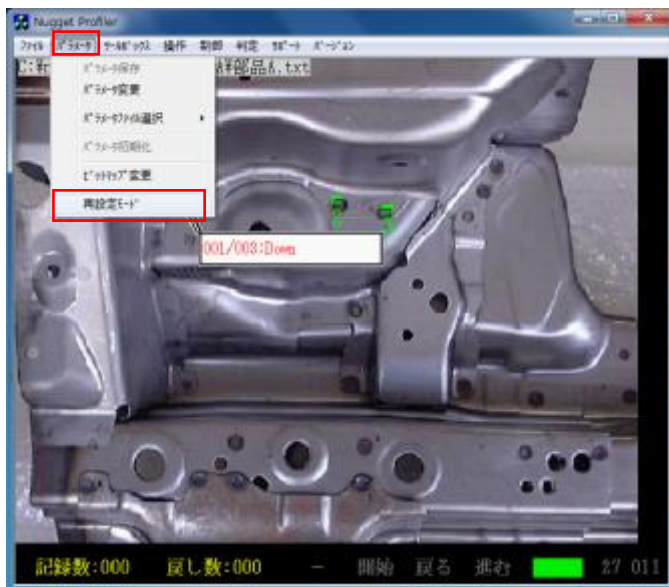 Nugget Profiler
ファイル パラメータ ツールボックス 操作 制御 判定 サポート バージョン
部品A.txt
パラメータ保存
パラメータ変更
パラメータファイル選択
パラメータ初期化
ビットマップ変更
再設定モード
001/003:Down
記録数:000 戻し数:000 − 開始 戻る 進む 27 011